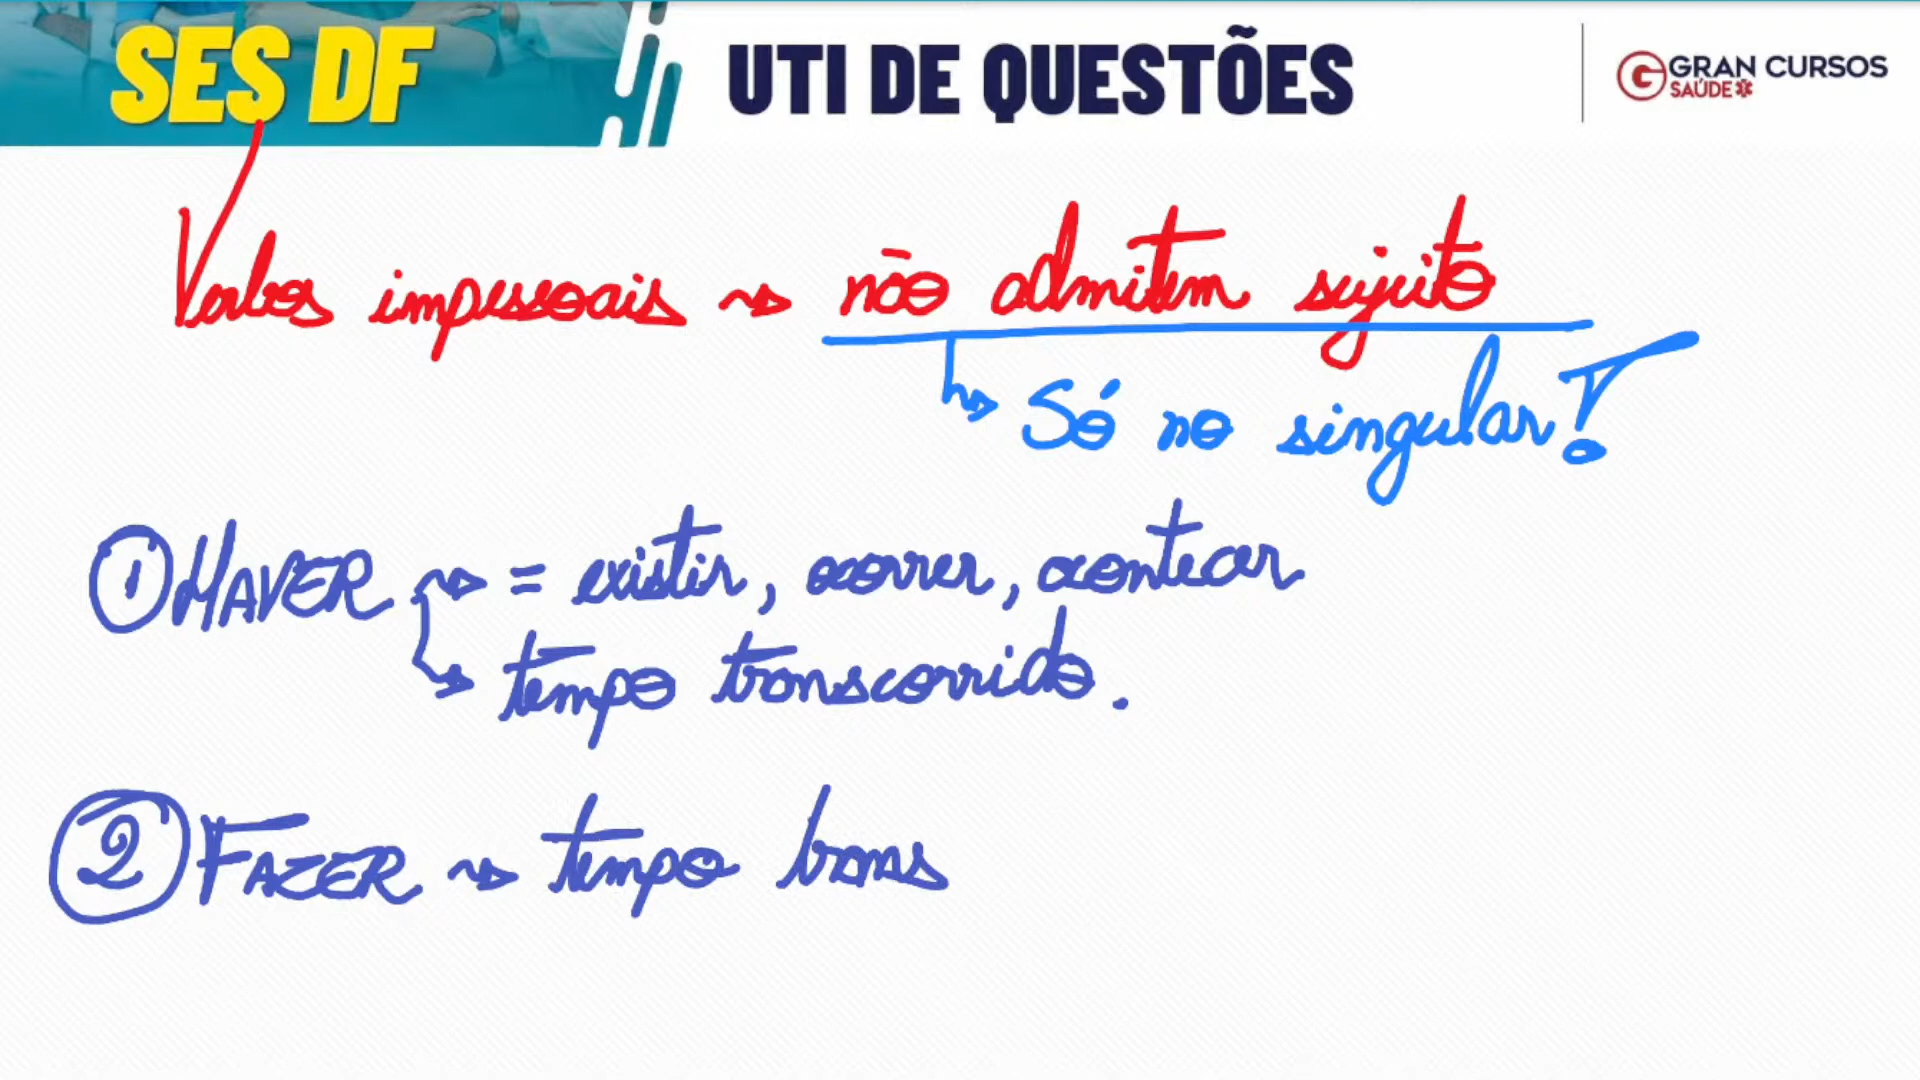 SES DF
UTI DE QUESTÕES
GRAN CURSOS
SAÚDE
Verbos impessoais → não admitem sujeito
↳ Só no singular!
① HAVER → = existir, ocorrer, acontecer
↳ tempo transcorrido.
② FAZER → tempo trans